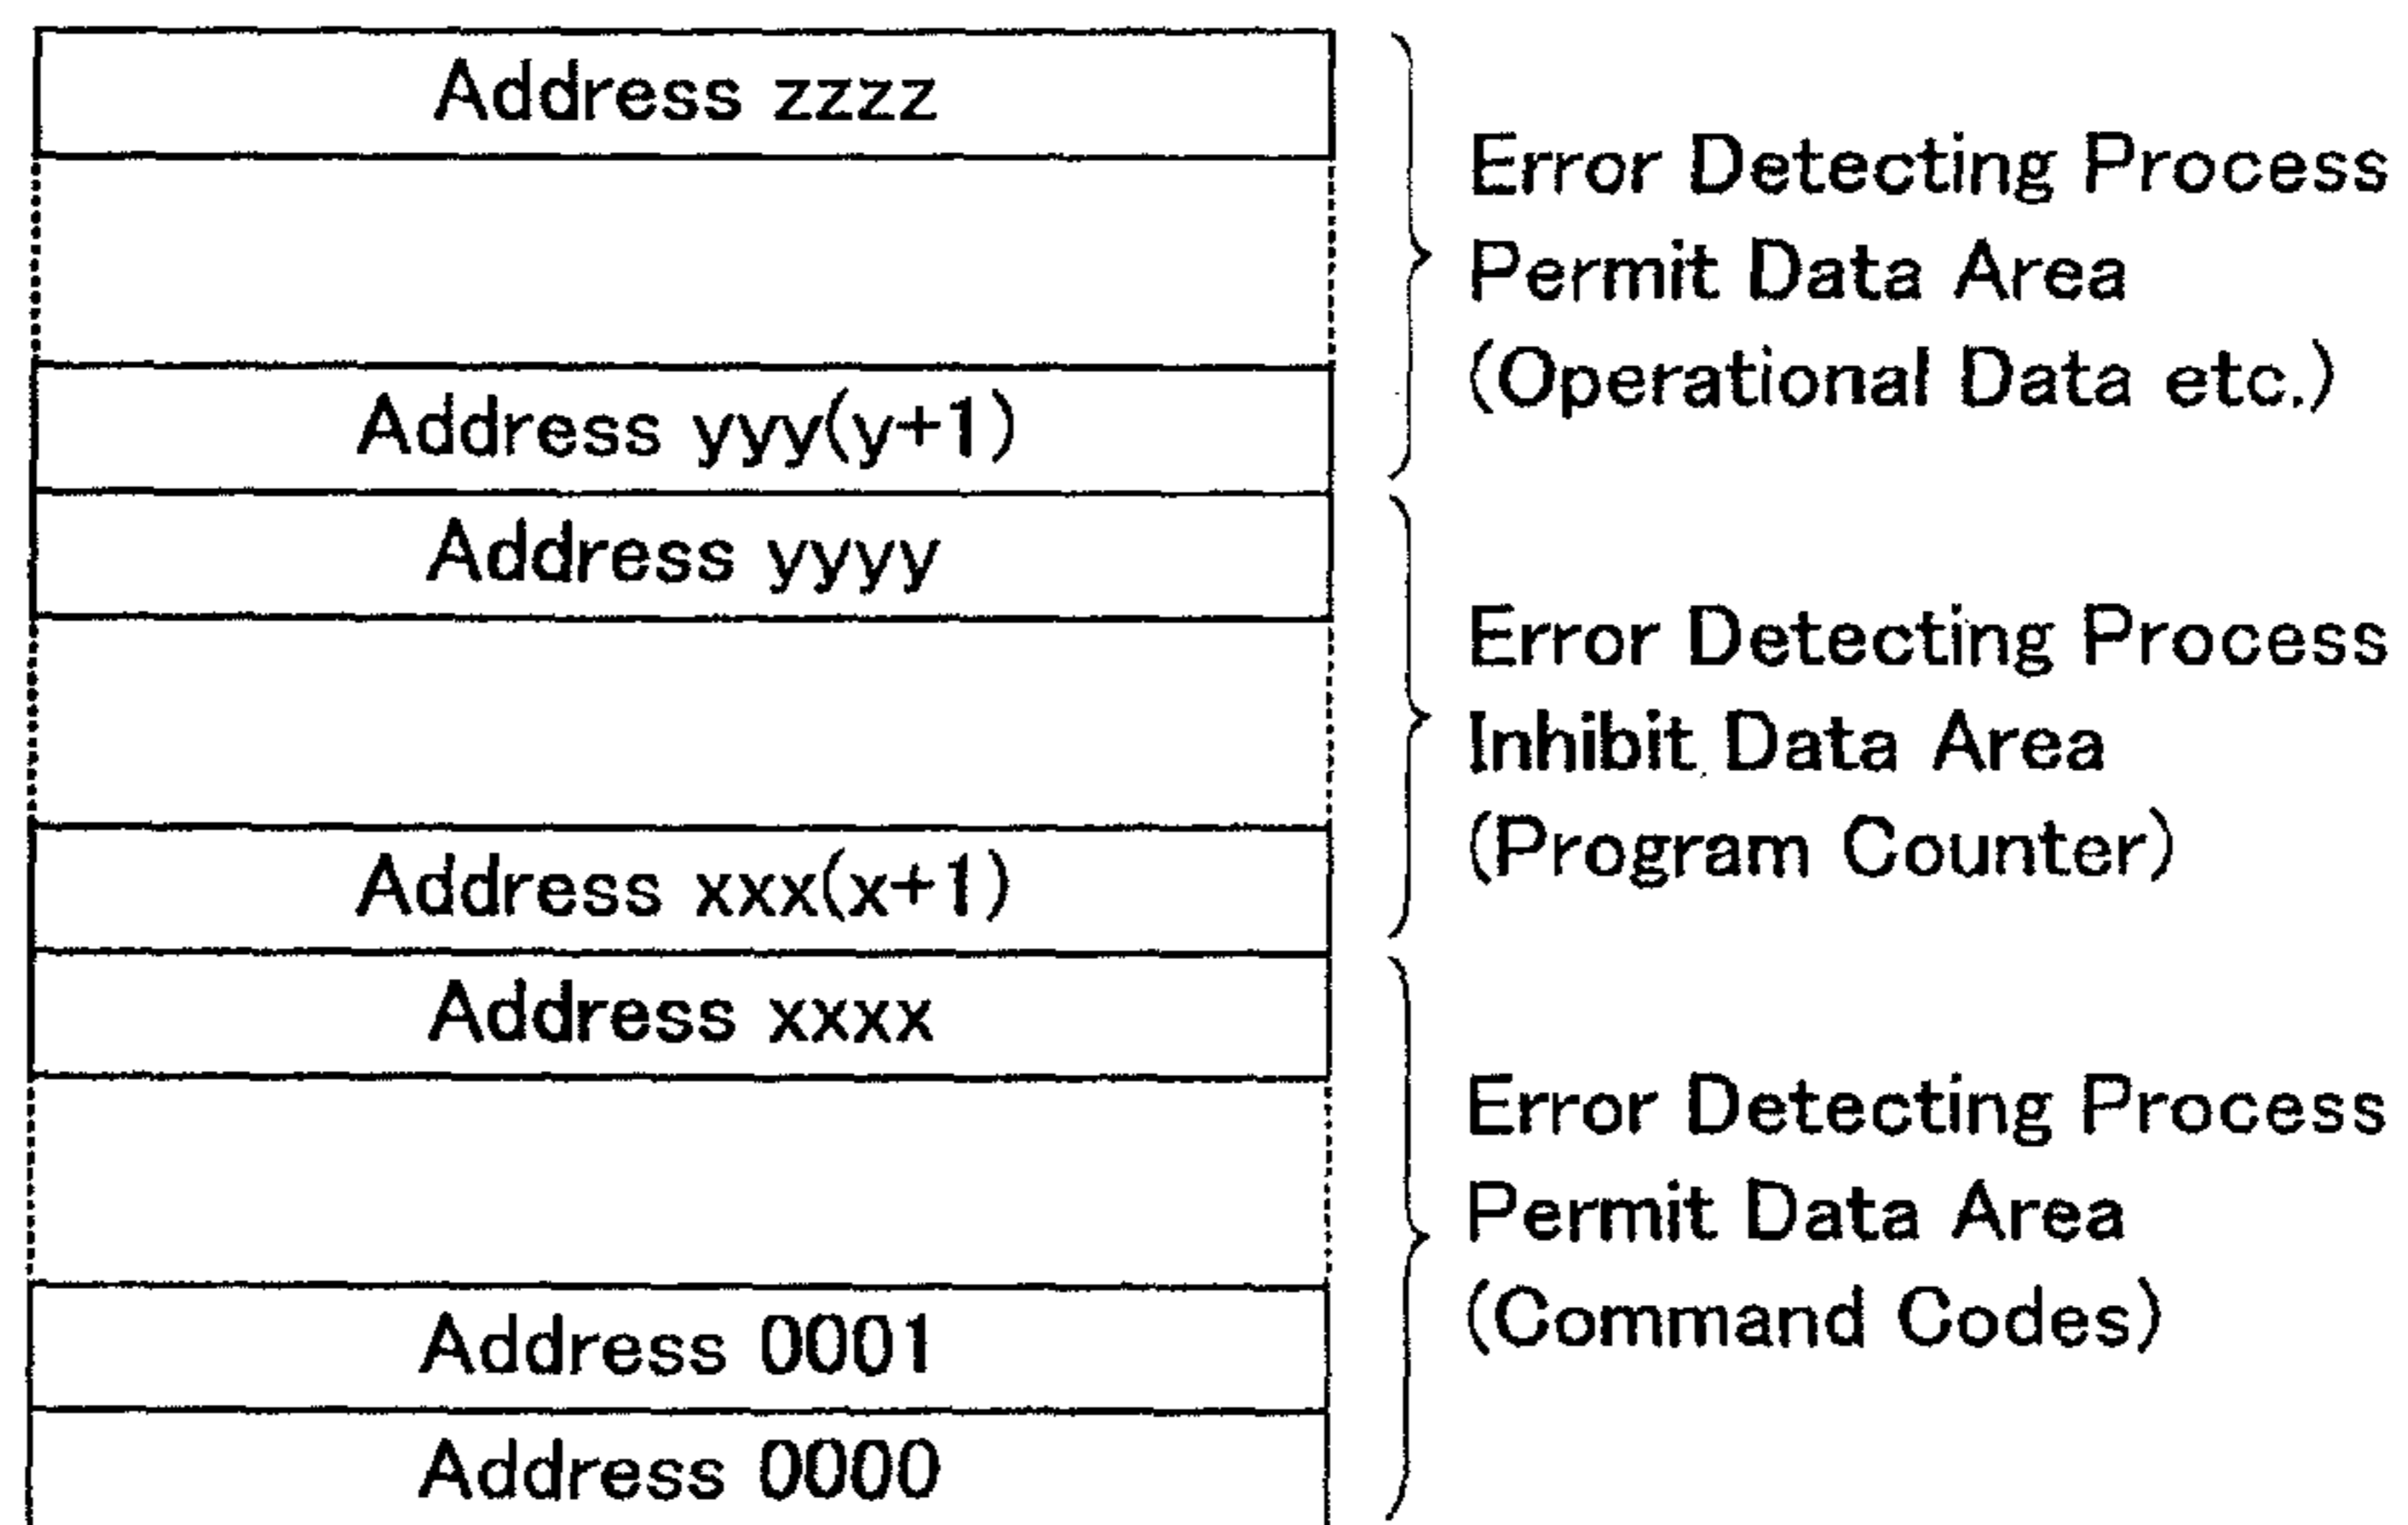 Address zzzz
Address yyy(y+1)
Address yyyy
Address xxx(x+1)
Address xxxx
Address 0001
Address 0000
Error Detecting Process
Permit Data Area
(Operational Data etc.)
Error Detecting Process
Inhibit Data Area
(Program Counter)
Error Detecting Process
Permit Data Area
(Command Codes)